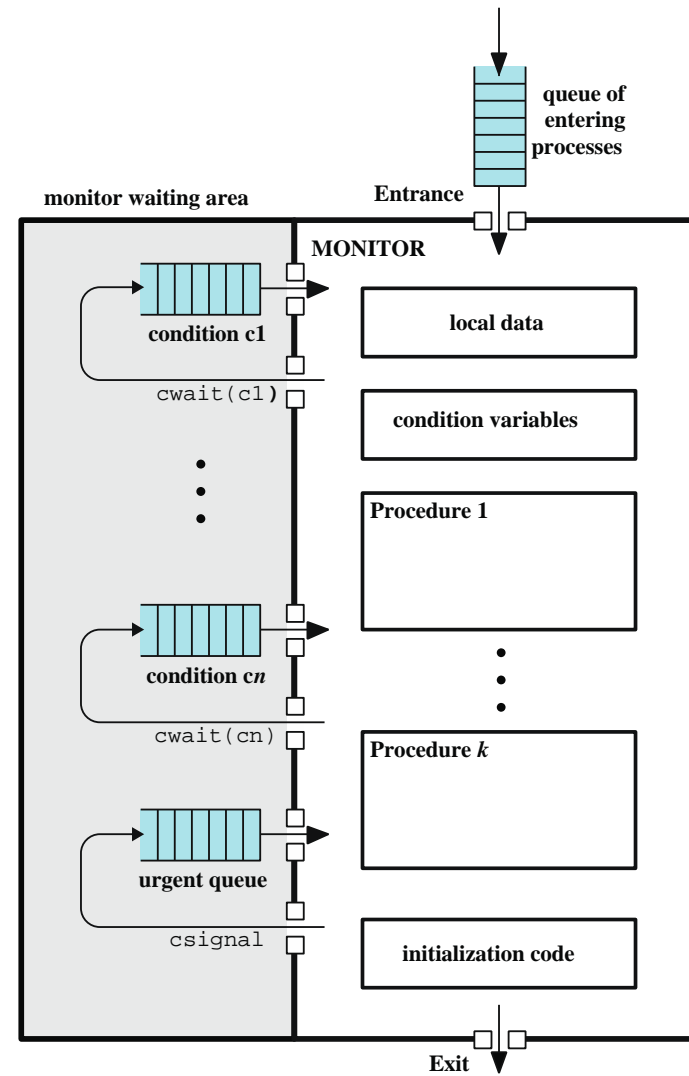 queue of
entering
processes
Entrance
monitor waiting area
MONITOR
condition c1
cwait(c1)
local data
condition variables
Procedure 1
condition cn
cwait(cn)
Procedure k
urgent queue
csignal
initialization code
Exit